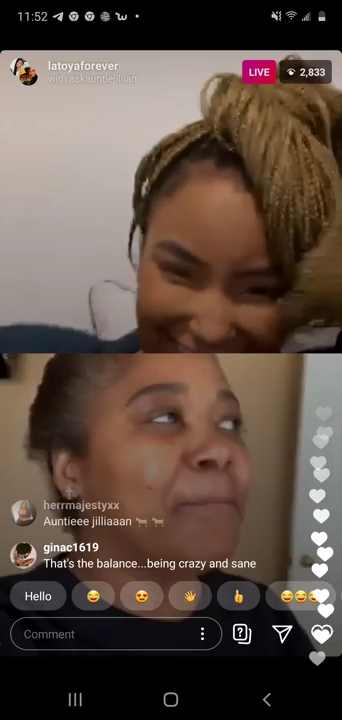 11:52
latoyaforever
with askauntiejillian
LIVE 2,833
herrmajestyxx
Auntieee jilliaaan 🐎 🐎
ginac1619
That's the balance...being crazy and sane
Hello 😂 😍 👋 👍 😂😂😂
Comment